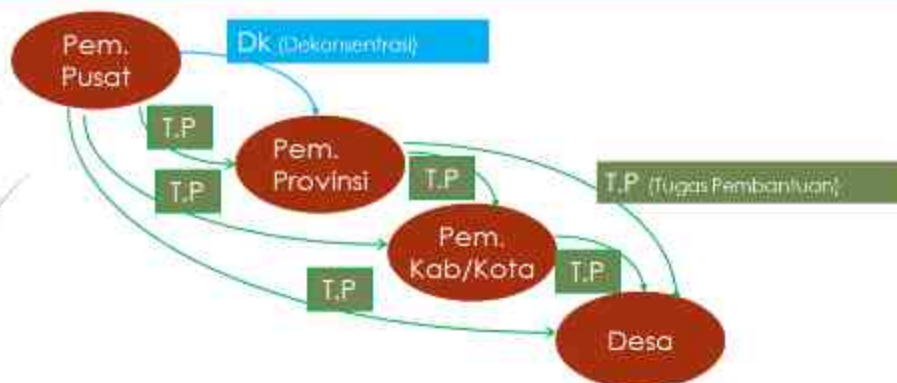 Pem.
Pusat
Dk (Dekonsentrasi)
T.P
Pem.
Provinsi
T.P
T.P
T.P (Tugas Pembantuan)
Pem.
Kab/Kota
T.P
T.P
Desa